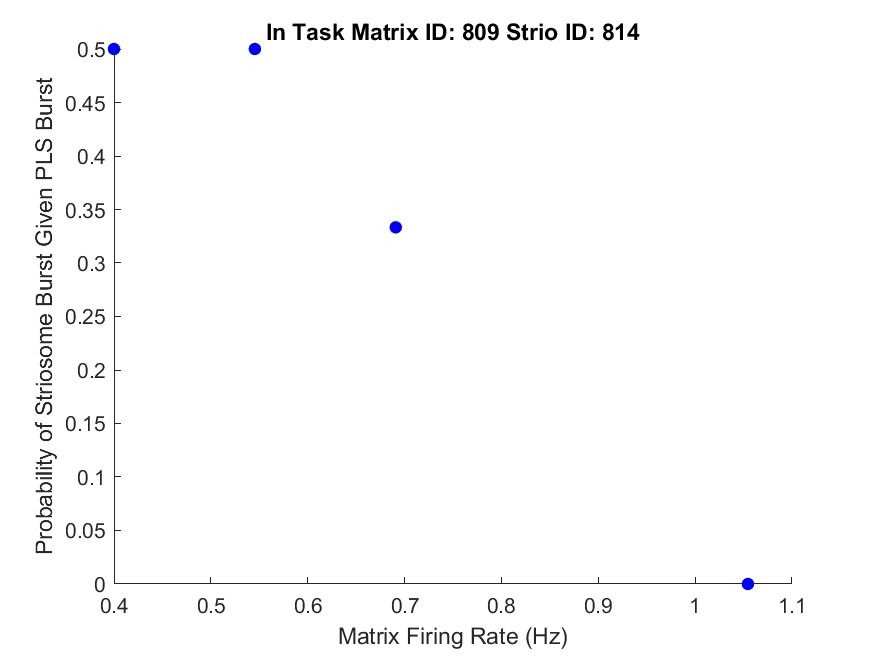 In Task Matrix ID: 809 Strio ID: 814
Probability of Striosome Burst Given PLS Burst
0.5
0.45
0.4
0.35
0.3
0.25
0.2
0.15
0.1
0.05
0
0.4 0.5 0.6 0.7 0.8 0.9 1 1.1
Matrix Firing Rate (Hz)